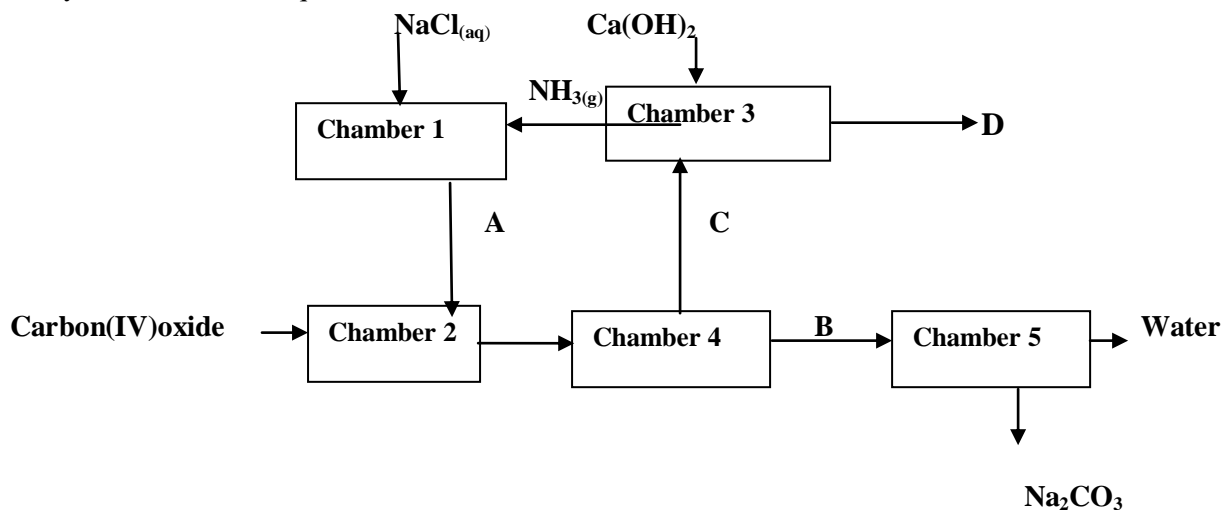 NaCl(aq) Ca(OH)₂
NH₃(g)
Chamber 1 Chamber 3
D
A C
Carbon(IV)oxide Chamber 2 Chamber 4 B Chamber 5 Water
Na₂CO₃